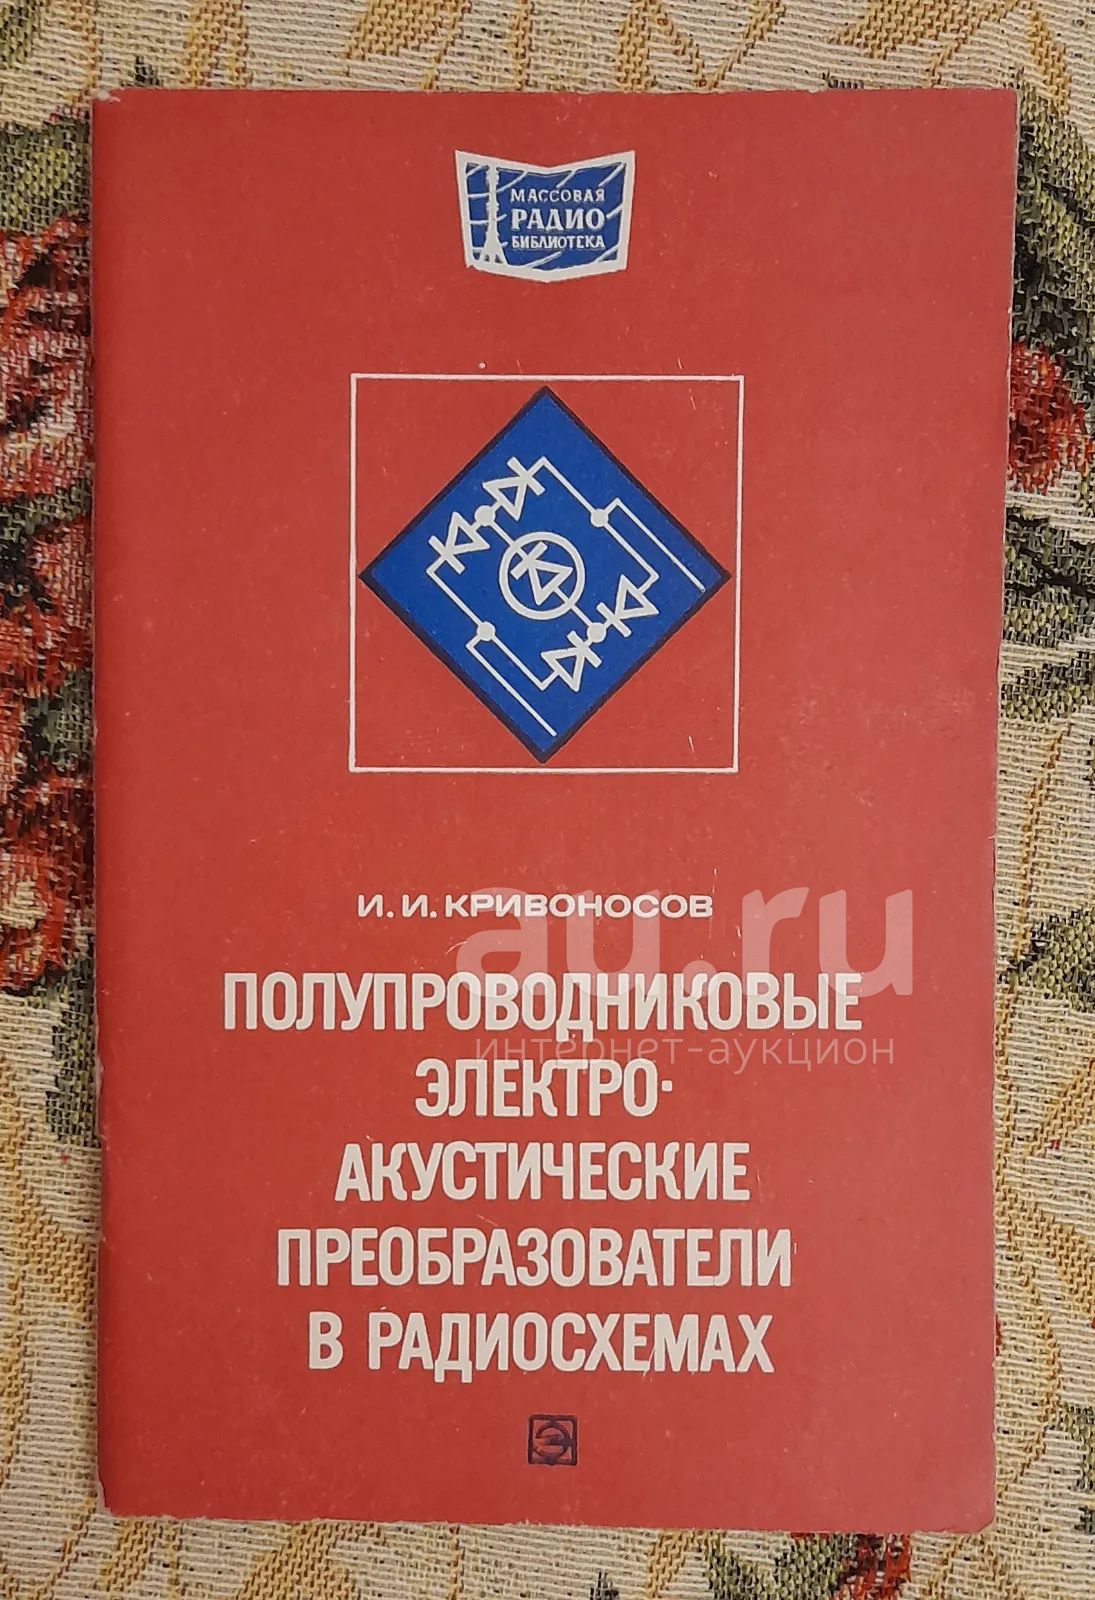 МАССОВАЯ
РАДИО
БИБЛИОТЕКА
И. И. КРИВОНОСОВ
au.ru
ПОЛУПРОВОДНИКОВЫЕ
интернет-аукцион
ЭЛЕКТРО-
АКУСТИЧЕСКИЕ
ПРЕОБРАЗОВАТЕЛИ
В РАДИОСХЕМАХ
Э